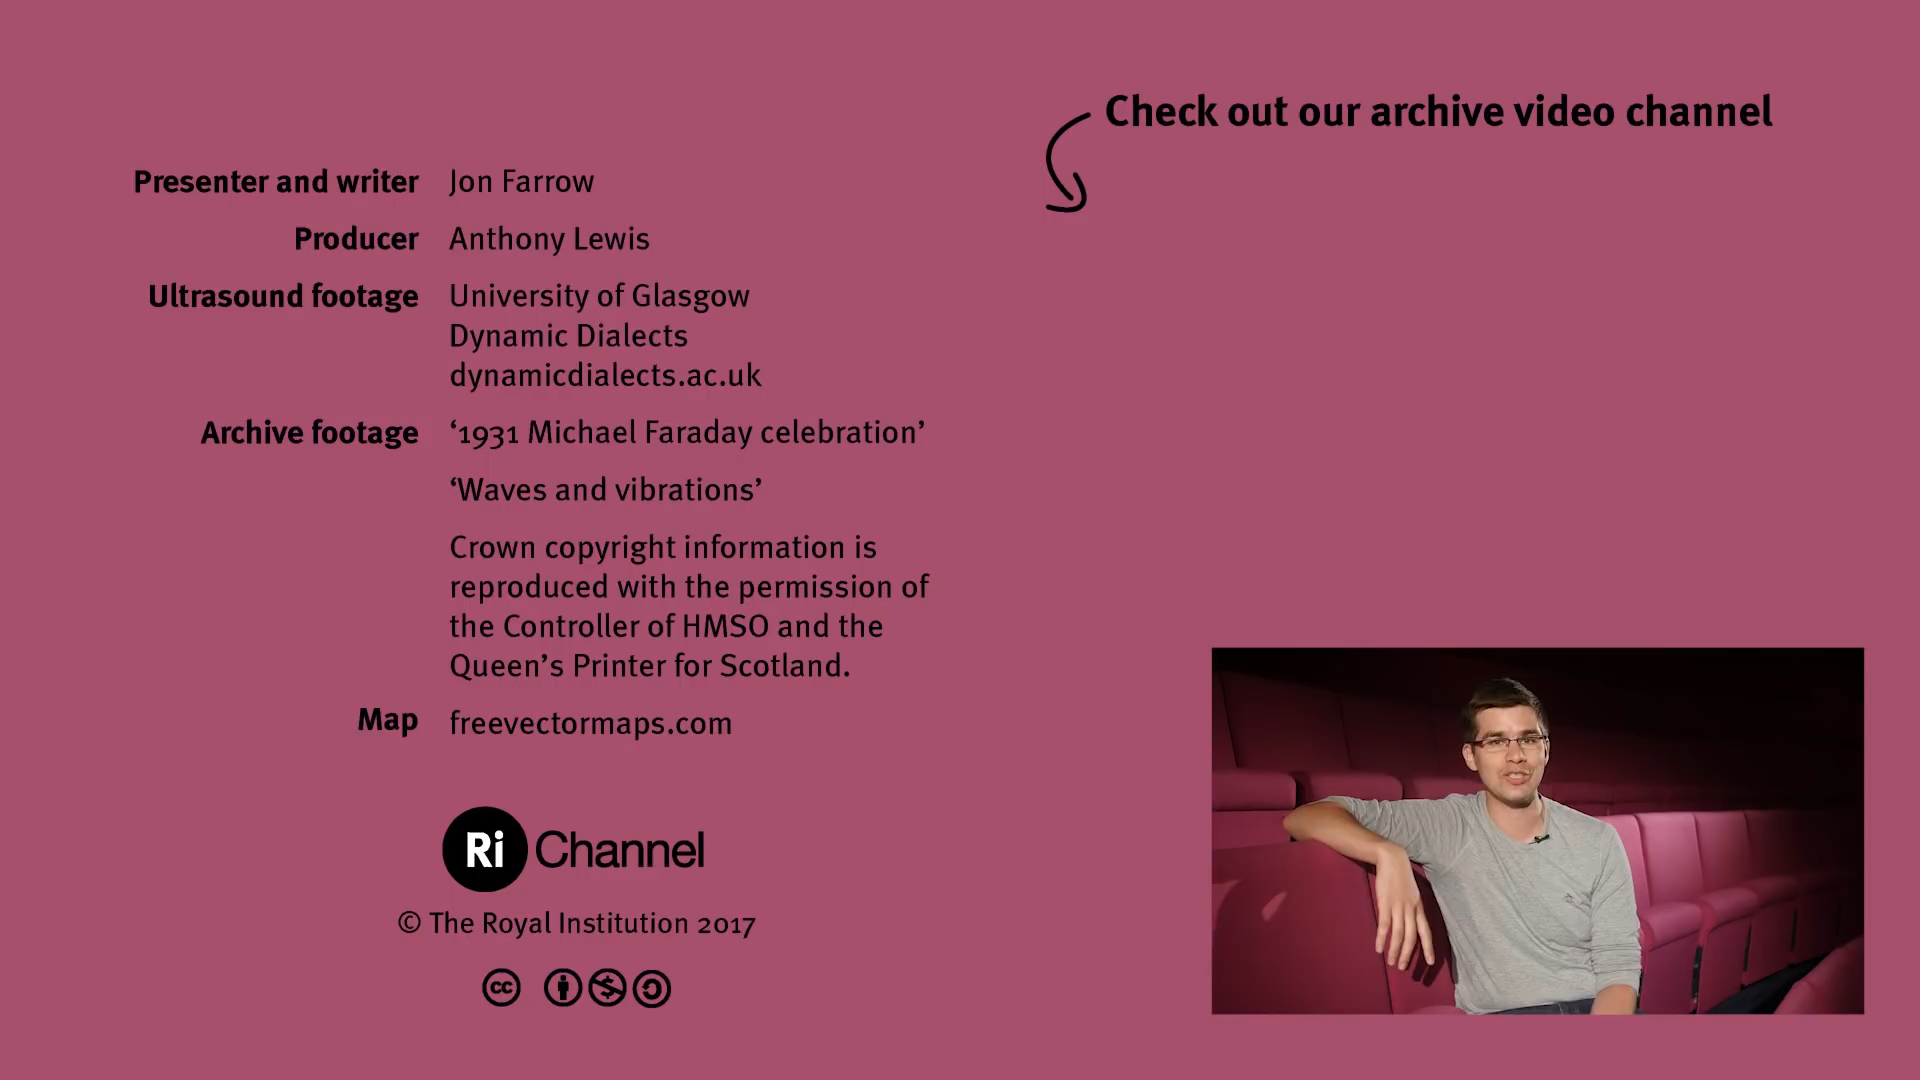 Check out our archive video channel
Presenter and writer Jon Farrow
Producer Anthony Lewis
Ultrasound footage University of Glasgow
Dynamic Dialects
dynamicdialects.ac.uk
Archive footage ‘1931 Michael Faraday celebration’
‘Waves and vibrations’
Crown copyright information is
reproduced with the permission of
the Controller of HMSO and the
Queen’s Printer for Scotland.
Map freevectormaps.com
Ri Channel
© The Royal Institution 2017
cc